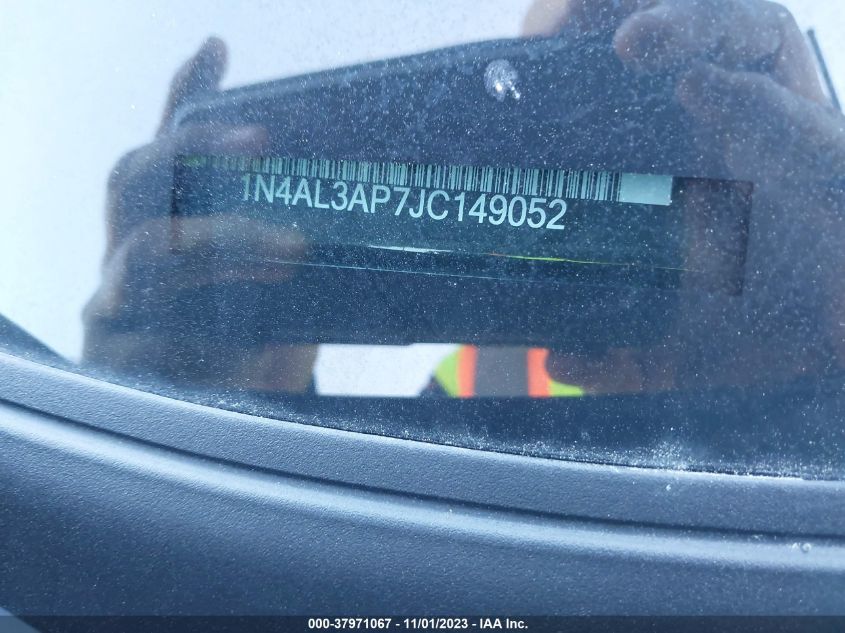 1N4AL3AP7JC149052
000-37971067 - 11/01/2023 - IAA Inc.